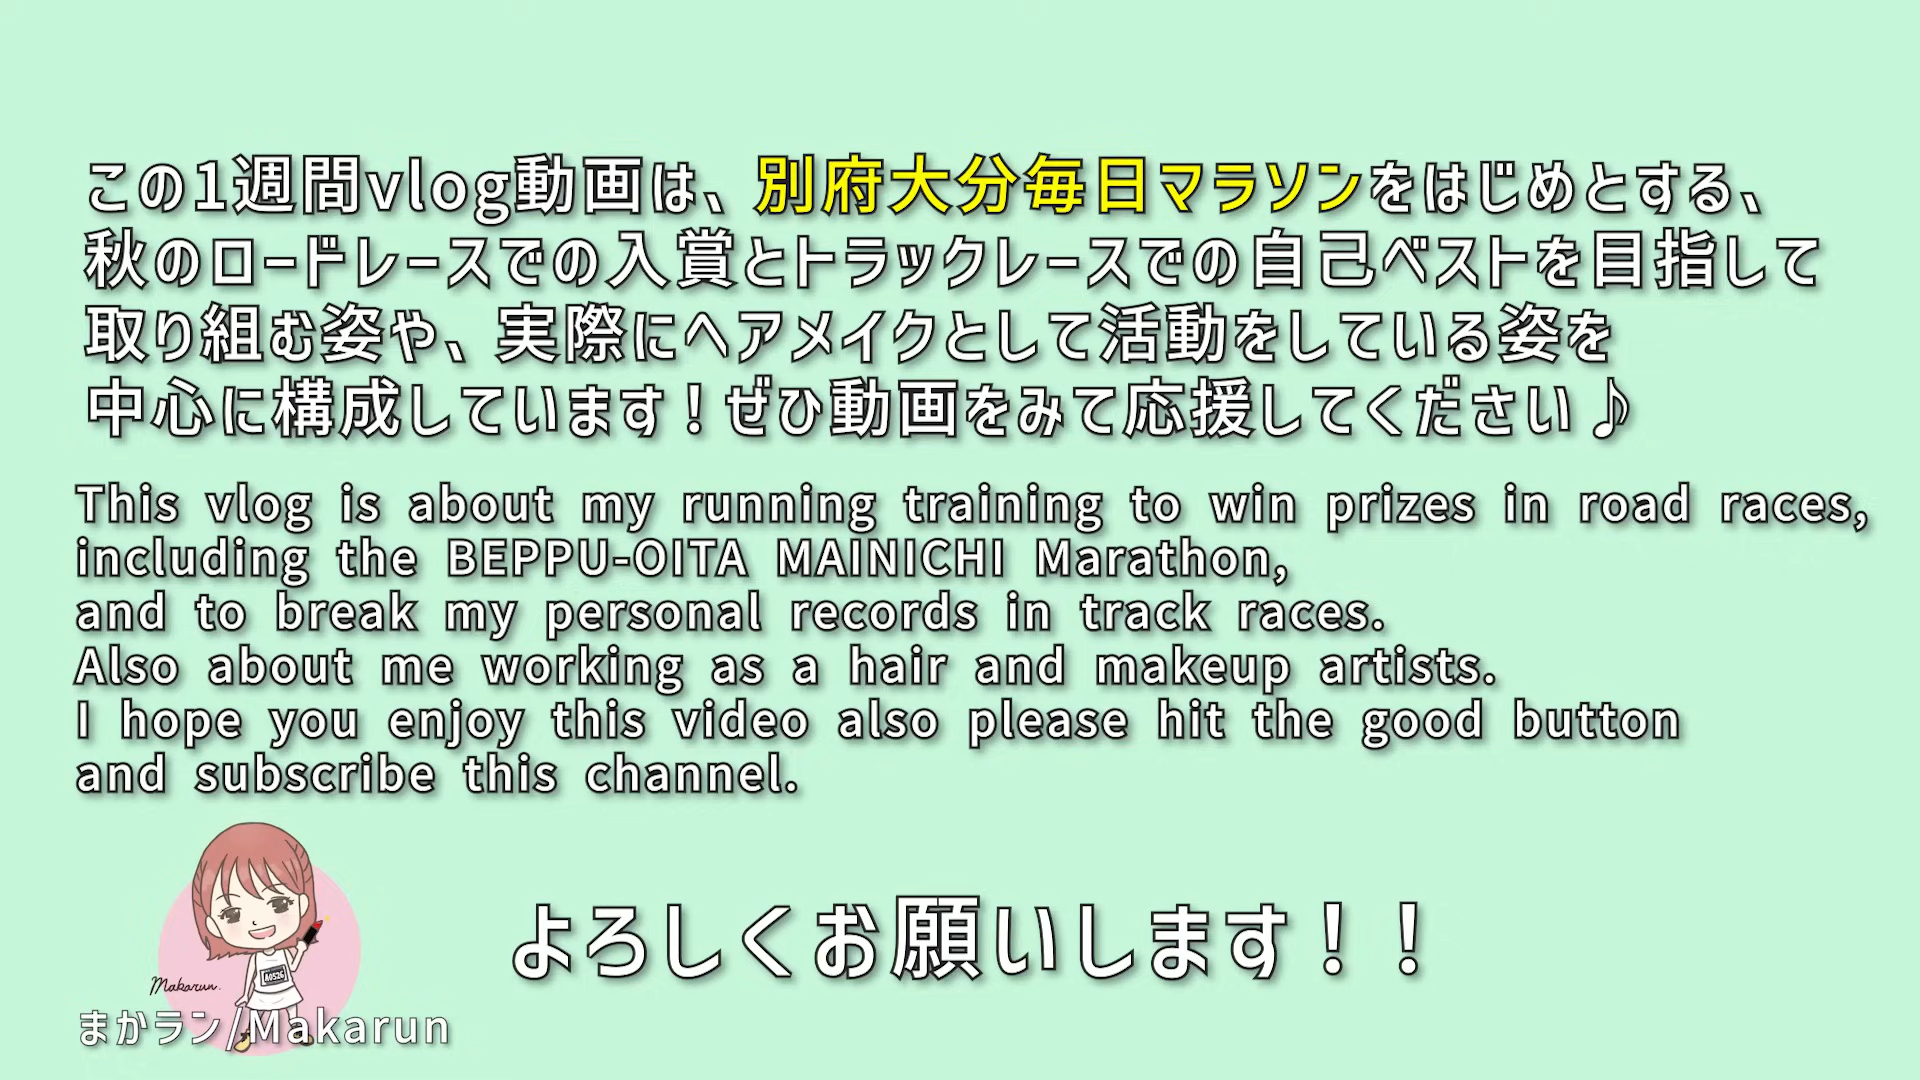 この1週間vlog動画は、別府大分毎日マラソンをはじめとする、
秋のロードレースでの入賞とトラックレースでの自己ベストを目指して
取り組む姿や、実際にヘアメイクとして活動をしている姿を
中心に構成しています！ぜひ動画をみて応援してください♪
This vlog is about my running training to win prizes in road races,
including the BEPPU-OITA MAINICHI Marathon,
and to break my personal records in track races.
Also about me working as a hair and makeup artists.
I hope you enjoy this video also please hit the good button
and subscribe this channel.
よろしくお願いします！！
A0526
Makarun.
まかラン/Makarun